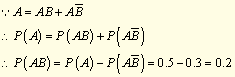 ∵ A = AB + AB̅
∴ P(A) = P(AB) + P{AB̅}
∴ P(AB) = P(A) − P{AB̅} = 0.5 − 0.3 = 0.2